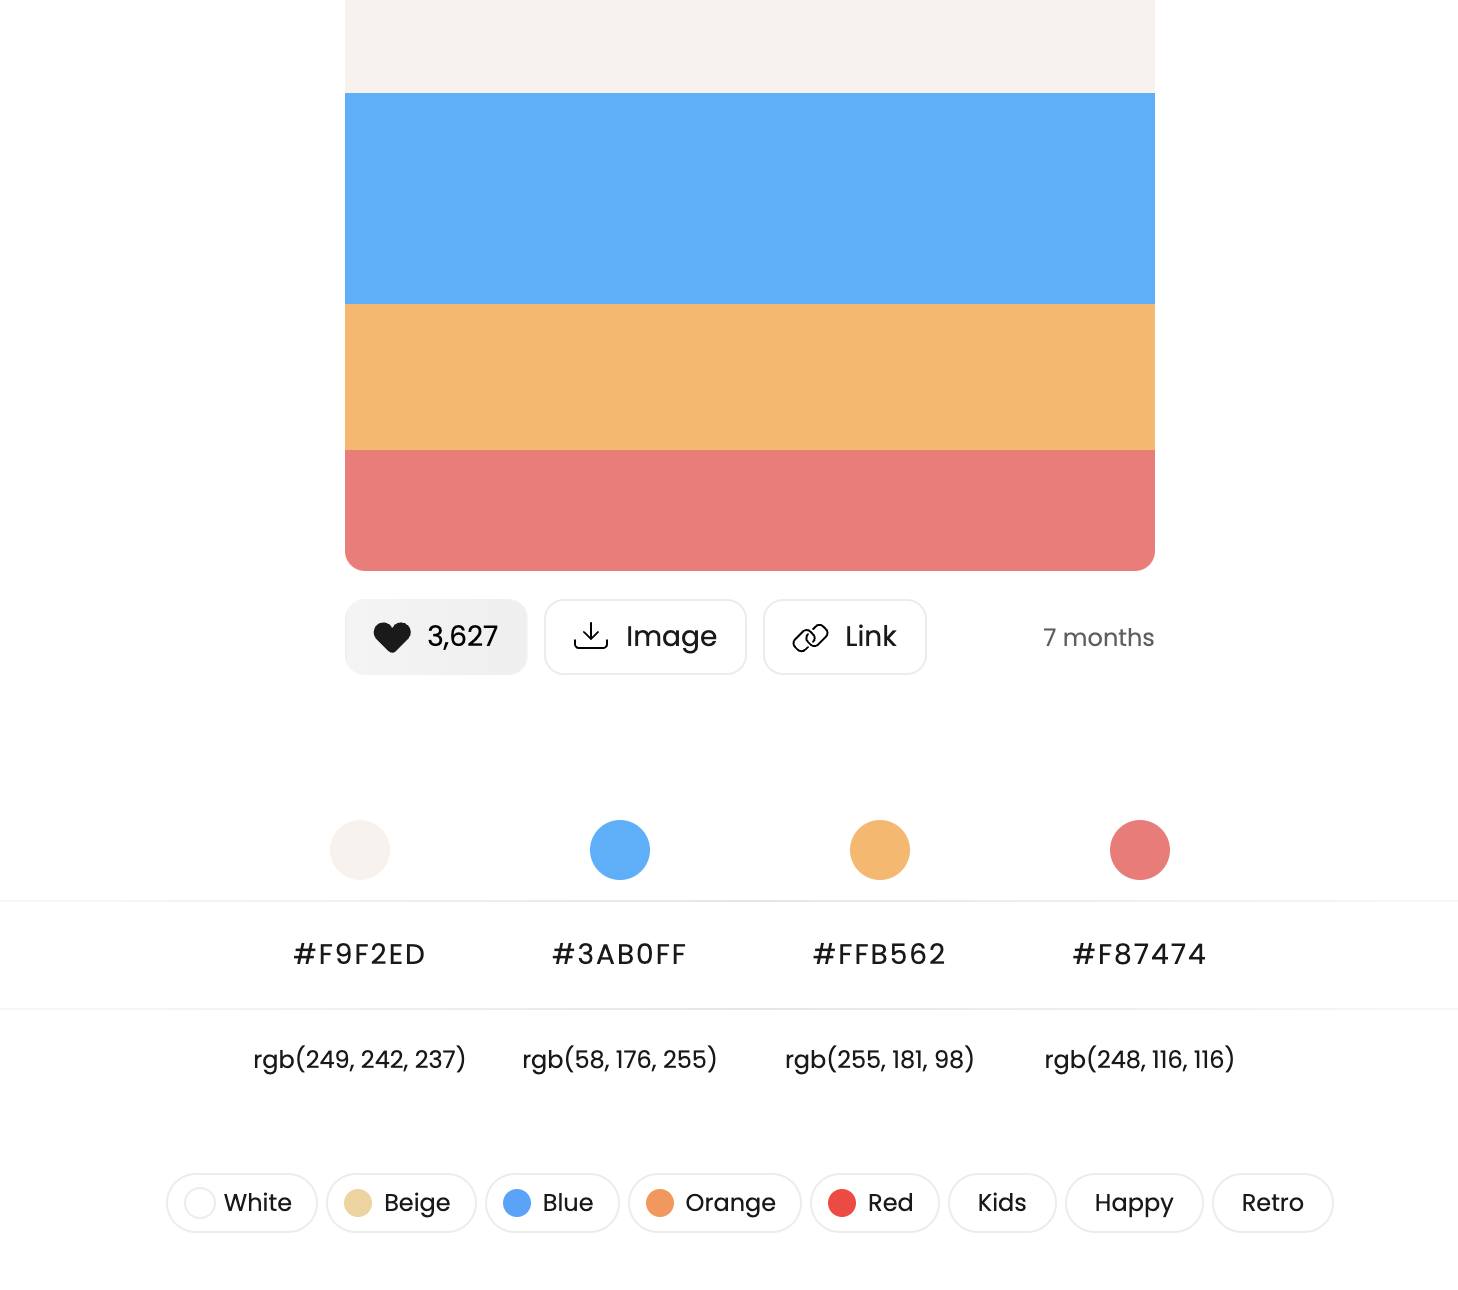 3,627 Image Link 7 months
#F9F2ED #3AB0FF #FFB562 #F87474
rgb(249, 242, 237) rgb(58, 176, 255) rgb(255, 181, 98) rgb(248, 116, 116)
White Beige Blue Orange Red Kids Happy Retro